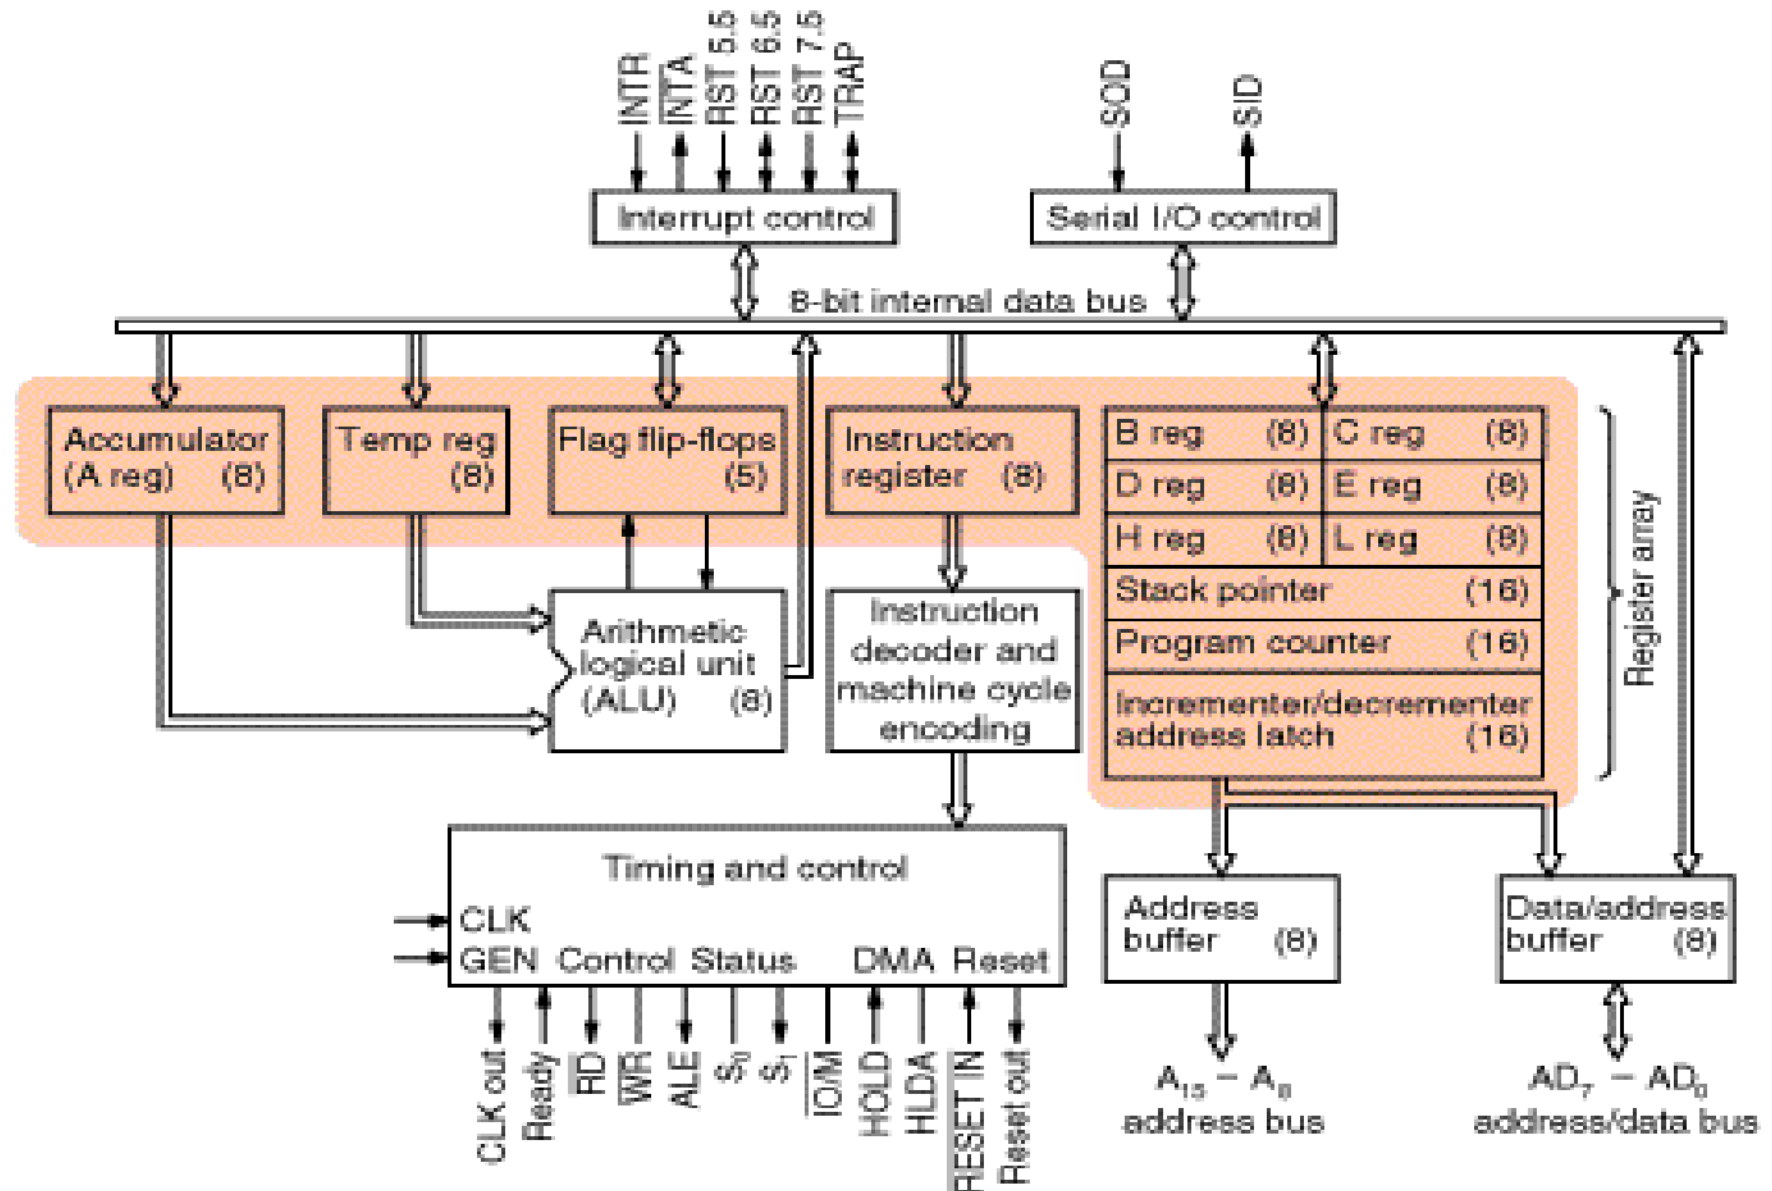 INTR
INTA
RST 5.5
RST 6.5
RST 7.5
TRAP
SOD
SID
Interrupt control
Serial I/O control
8-bit internal data bus
Accumulator
(A reg) (8)
Temp reg
(8)
Flag flip-flops
(5)
Instruction
register (8)
B reg (8) C reg (8)
D reg (8) E reg (8)
H reg (8) L reg (8)
Stack pointer (16)
Program counter (16)
Incrementer/decrementer
address latch (16)
Register array
Arithmetic
logical unit
(ALU) (8)
Instruction
decoder and
machine cycle
encoding
Timing and control
CLK
GEN Control Status DMA Reset
CLK out
Ready
RD
WR
ALE
S0
S1
IO/M
HOLD
HLDA
RESET IN
Reset out
Address
buffer (8)
Data/address
buffer (8)
A15 – A8
address bus
AD7 – AD0
address/data bus